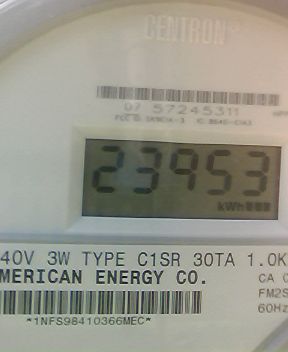 CENTRON®
07 57245311
23953
kWh
40V 3W TYPE C1SR 30TA 1.0K
MERICAN ENERGY CO.
CA
FM2S
60Hz
*1NFS98410366MEC*